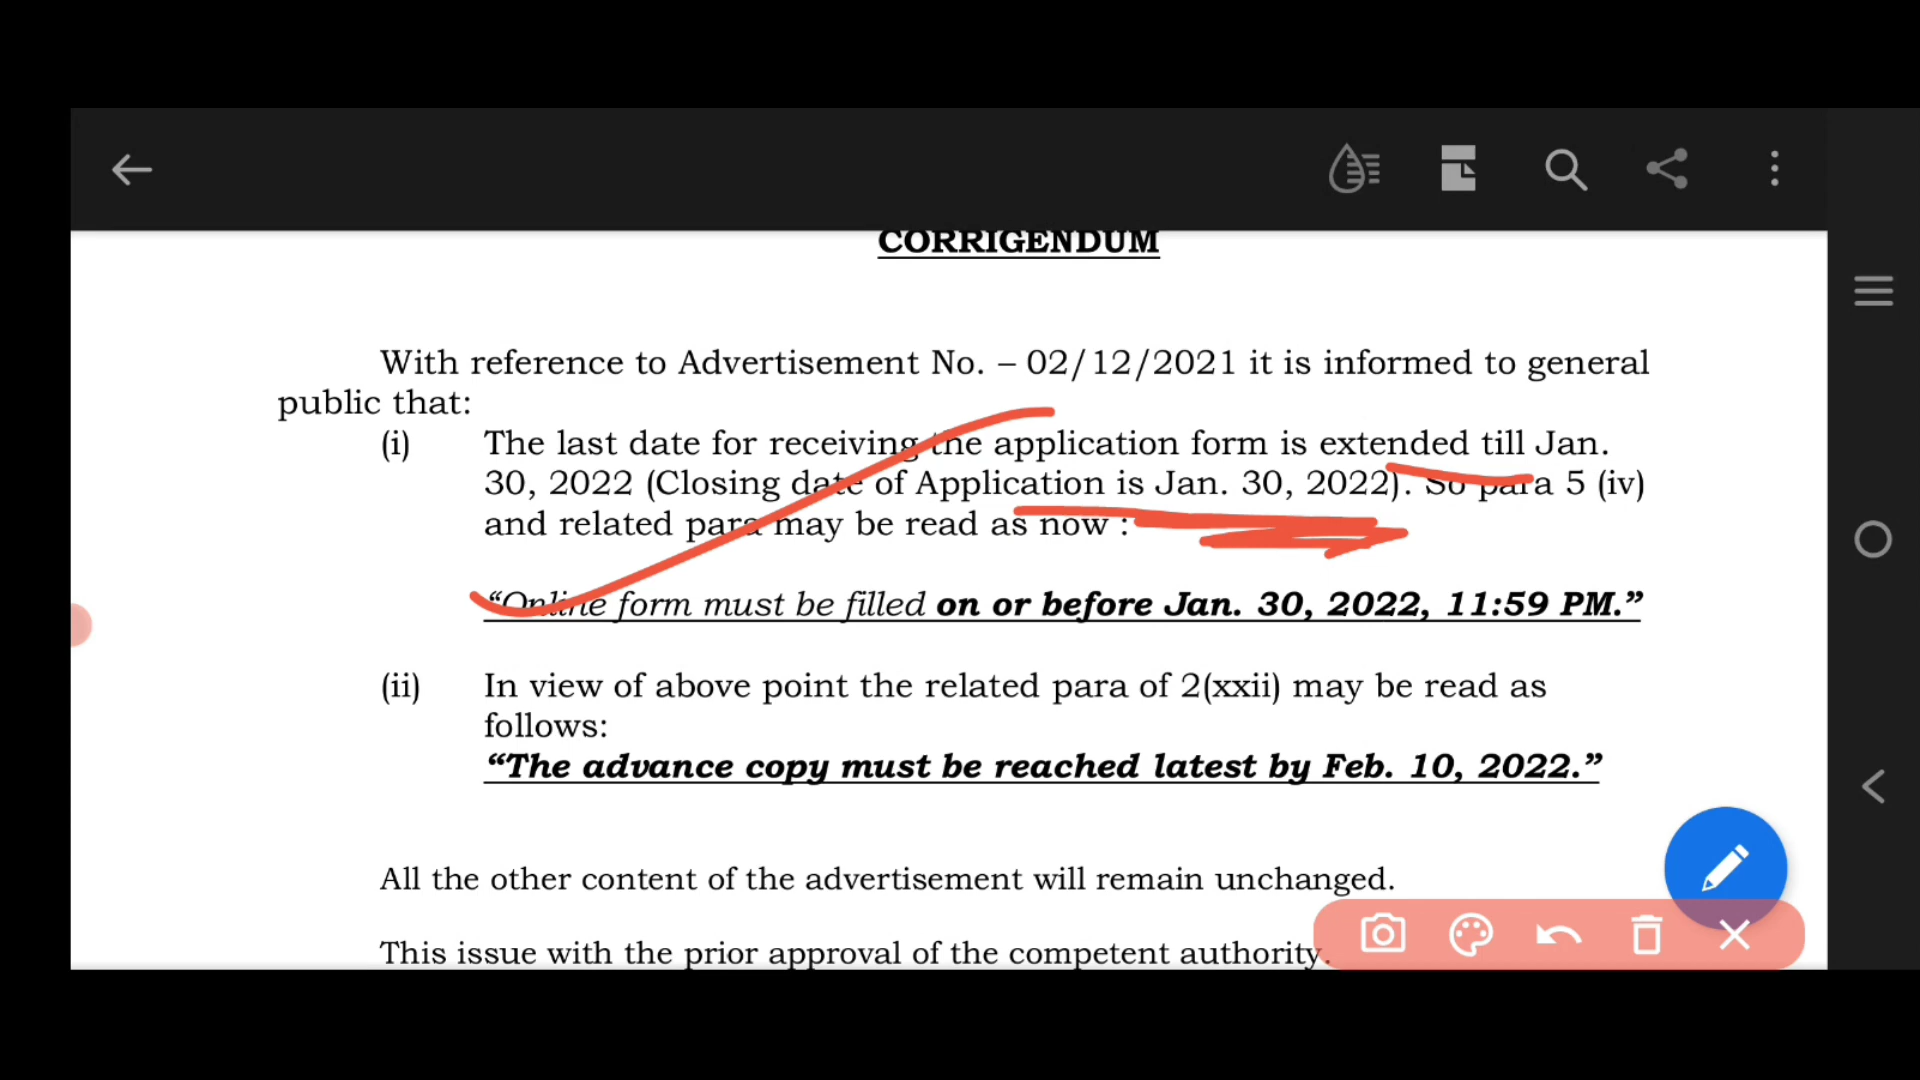 CORRIGENDUM
With reference to Advertisement No. – 02/12/2021 it is informed to general
public that:
(i) The last date for receiving the application form is extended till Jan.
30, 2022 (Closing date of Application is Jan. 30, 2022). So para 5 (iv)
and related para may be read as now :
“Online form must be filled on or before Jan. 30, 2022, 11:59 PM.”
(ii) In view of above point the related para of 2(xxii) may be read as
follows:
“The advance copy must be reached latest by Feb. 10, 2022.”
All the other content of the advertisement will remain unchanged.
This issue with the prior approval of the competent authority.